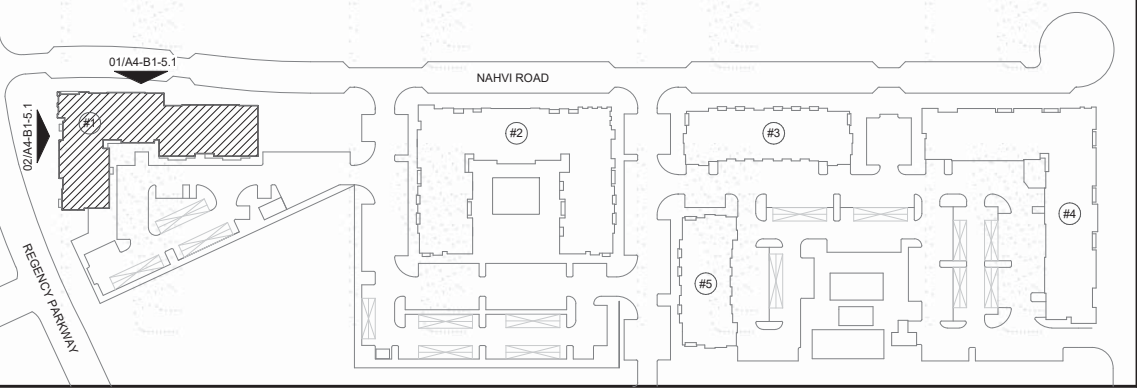 01/A4-B1-5.1
NAHVI ROAD
02/A4-B1-5.1
#1
#2
#3
#4
#5
REGENCY PARKWAY